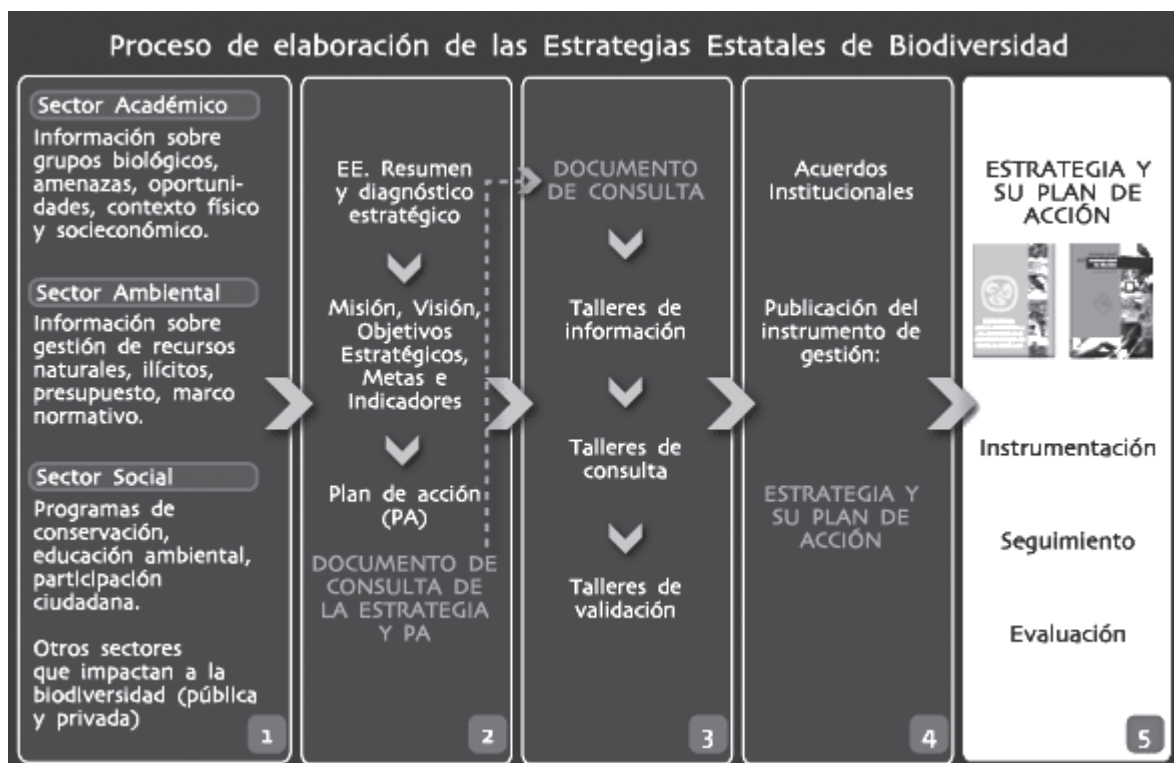 Proceso de elaboración de las Estrategias Estatales de Biodiversidad
Sector Académico
Información sobre
grupos biológicos,
amenazas, oportuni-
dades, contexto físico
y socieconómico.
Sector Ambiental
Información sobre
gestión de recursos
naturales, ilícitos,
presupuesto, marco
normativo.
Sector Social
Programas de
conservación,
educación ambiental,
participación
ciudadana.
Otros sectores
que impactan a la
biodiversidad (pública
y privada)
1
EE. Resumen
y diagnóstico
estratégico
Misión, Visión,
Objetivos
Estratégicos,
Metas e
Indicadores
Plan de acción
(PA)
DOCUMENTO DE
CONSULTA DE
LA ESTRATEGIA
Y PA
2
DOCUMENTO
DE CONSULTA
Talleres de
información
Talleres de
consulta
Talleres de
validación
3
Acuerdos
Institucionales
Publicación del
instrumento de
gestión:
ESTRATEGIA Y
SU PLAN DE
ACCIÓN
4
ESTRATEGIA Y
SU PLAN DE
ACCIÓN
Instrumentación
Seguimiento
Evaluación
5